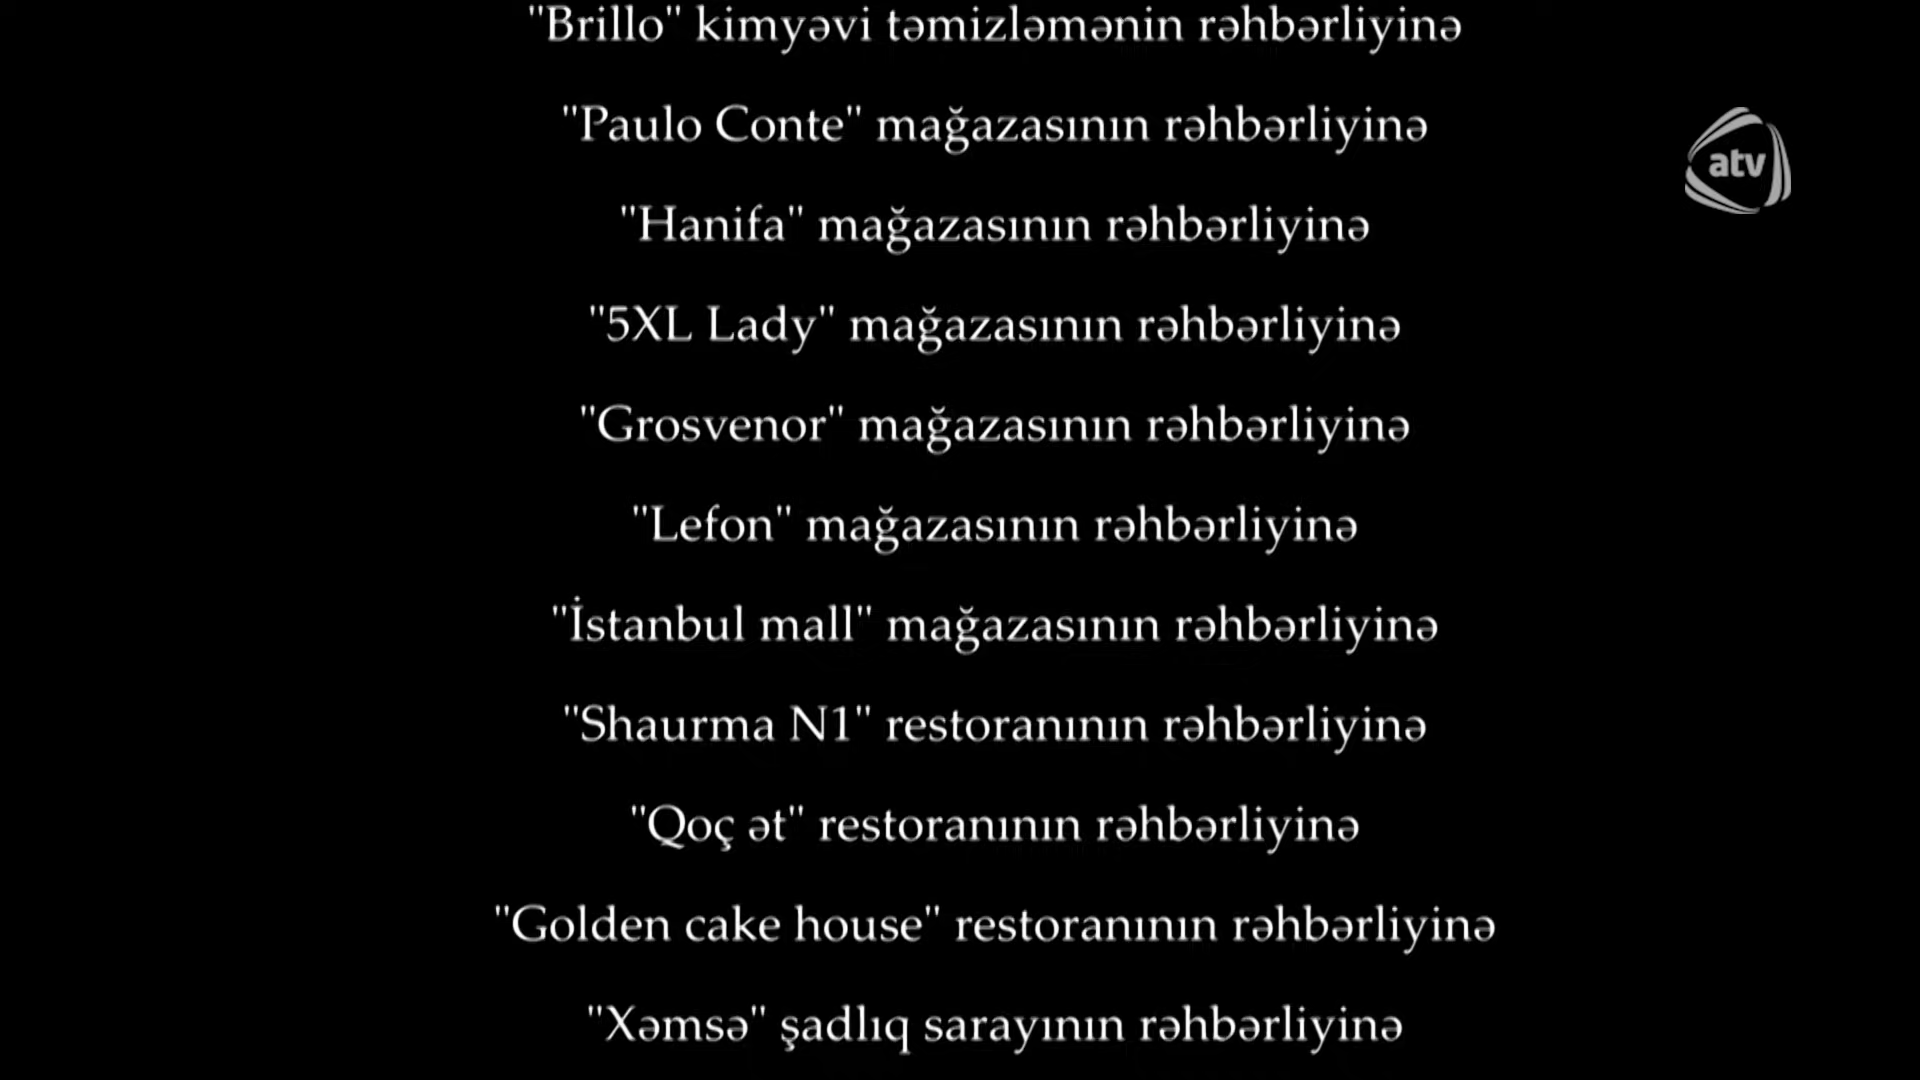 "Brillo" kimyəvi təmizləmənin rəhbərliyinə
"Paulo Conte" mağazasının rəhbərliyinə
atv
"Hanifa" mağazasının rəhbərliyinə
"5XL Lady" mağazasının rəhbərliyinə
"Grosvenor" mağazasının rəhbərliyinə
"Lefon" mağazasının rəhbərliyinə
"İstanbul mall" mağazasının rəhbərliyinə
"Shaurma N1" restoranının rəhbərliyinə
"Qoç ət" restoranının rəhbərliyinə
"Golden cake house" restoranının rəhbərliyinə
"Xəmsə" şadlıq sarayının rəhbərliyinə